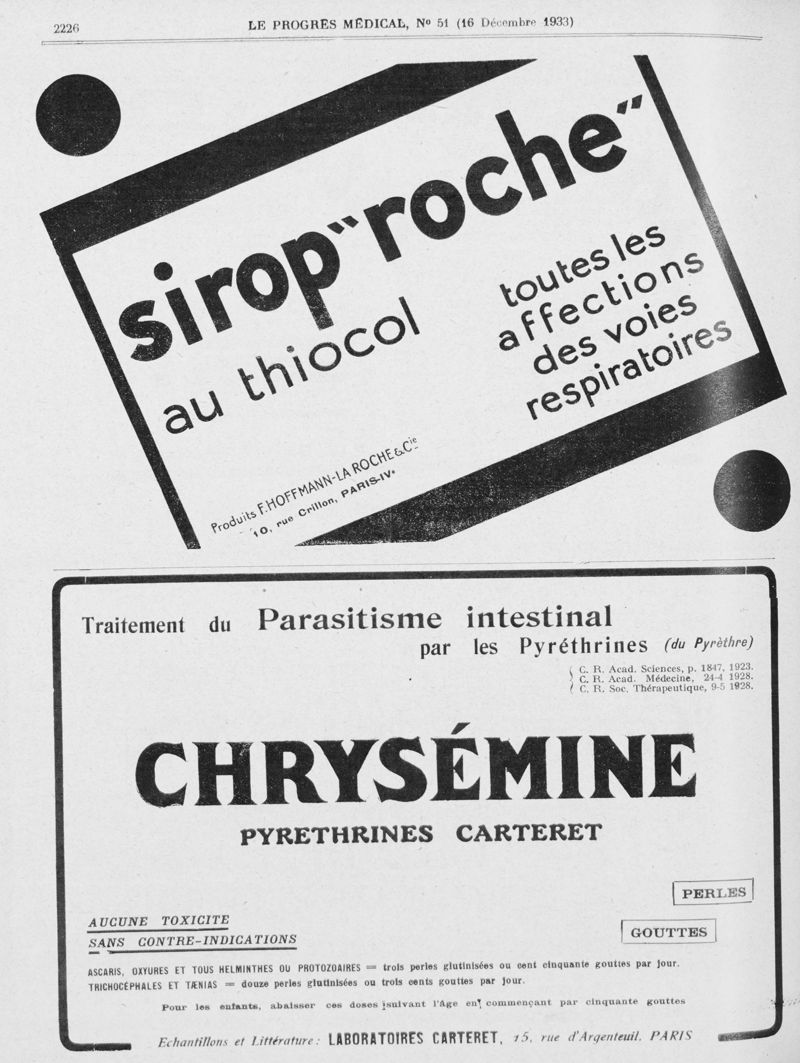 2226
LE PROGRÈS MÉDICAL, No 51 (16 Décembre 1933)
sirop "roche"
au thiocol
toutes les
affections
des voies
respiratoires
Produits F. HOFFMANN-LA ROCHE & Cie
10, rue Crillon, PARIS-IVe
Traitement du Parasitisme intestinal
par les Pyréthrines (du Pyrèthre)
C. R. Acad. Sciences, p. 1847, 1923.
C. R. Acad. Médecine, 24-4 1928.
C. R. Soc. Thérapeutique, 9-5 1928.
CHRYSÉMINE
PYRETHRINES CARTERET
PERLES
AUCUNE TOXICITE
GOUTTES
SANS CONTRE-INDICATIONS
ASCARIS, OXYURES ET TOUS HELMINTHES OU PROTOZOAIRES = trois perles glutinisées ou cent cinquante gouttes par jour.
TRICHOCÉPHALES ET TÆNIAS = douze perles glutinisées ou trois cents gouttes par jour.
Pour les enfants, abaisser ces doses suivant l'âge en commençant par cinquante gouttes
Echantillons et Littérature : LABORATOIRES CARTERET, 15, rue d'Argenteuil, PARIS